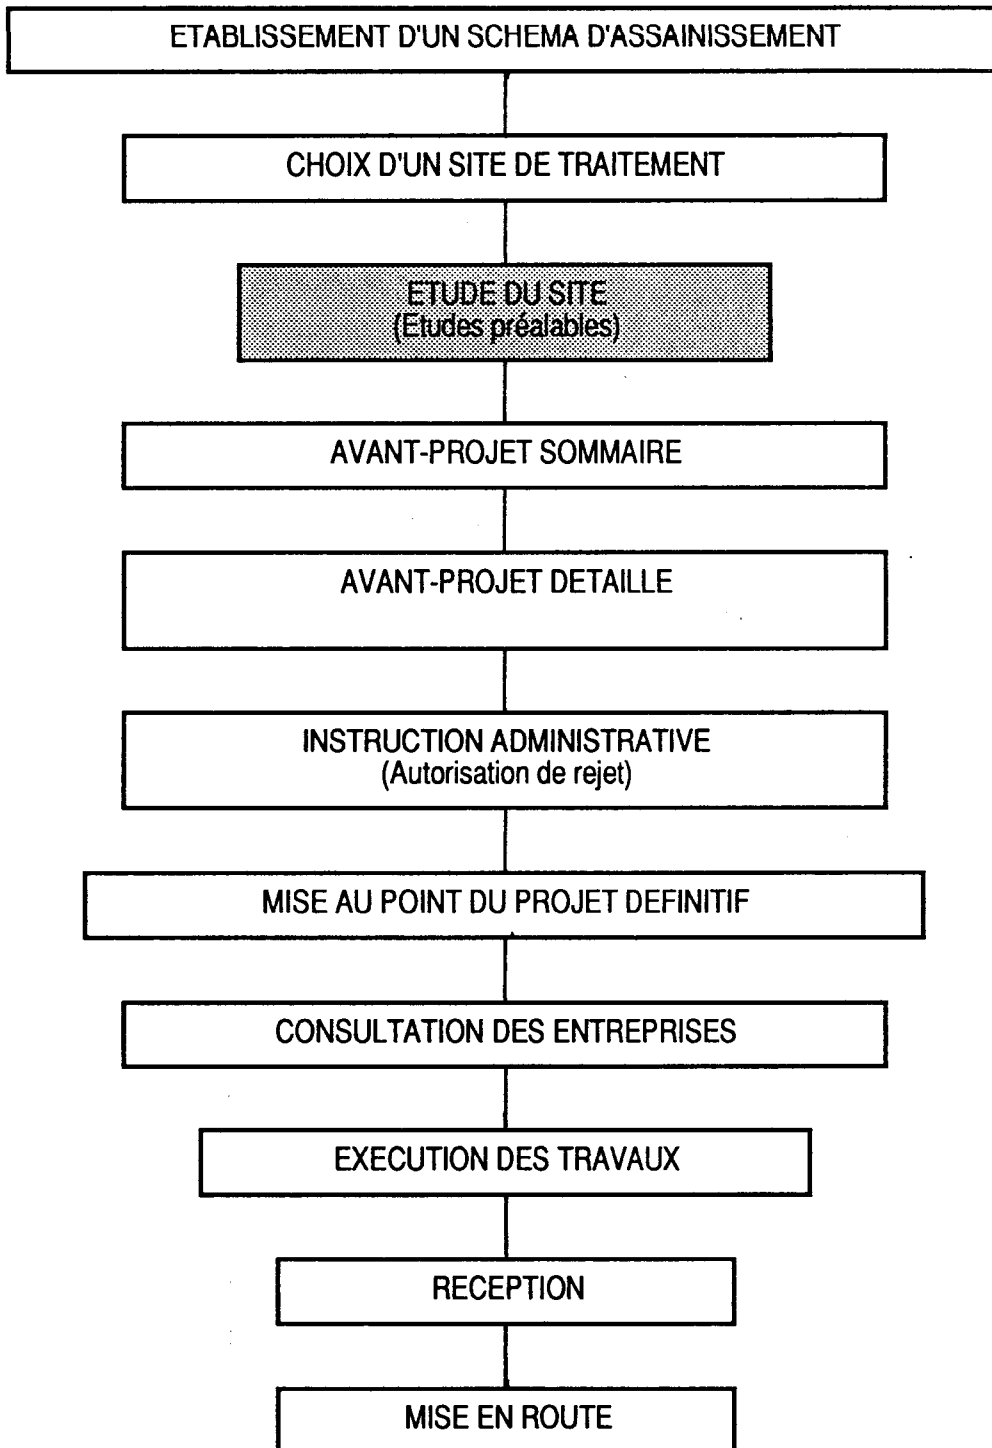 ETABLISSEMENT D'UN SCHEMA D'ASSAINISSEMENT
CHOIX D'UN SITE DE TRAITEMENT
ETUDE DU SITE
(Etudes préalables)
AVANT-PROJET SOMMAIRE
AVANT-PROJET DETAILLE
INSTRUCTION ADMINISTRATIVE
(Autorisation de rejet)
MISE AU POINT DU PROJET DEFINITIF
CONSULTATION DES ENTREPRISES
EXECUTION DES TRAVAUX
RECEPTION
MISE EN ROUTE